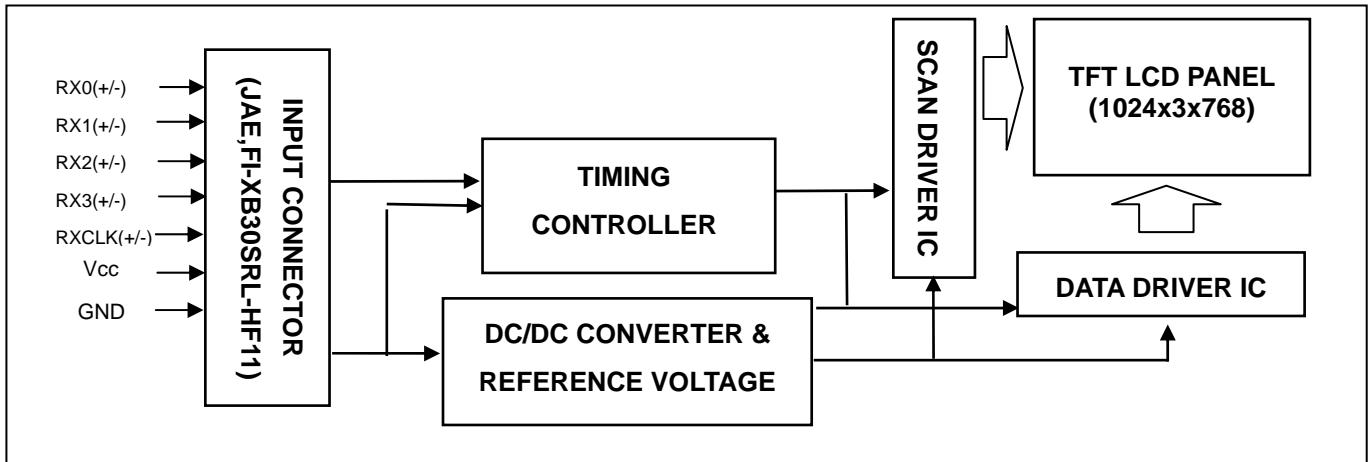 RX0(+/-)
RX1(+/-)
RX2(+/-)
RX3(+/-)
RXCLK(+/-)
Vcc
GND
INPUT CONNECTOR
(JAE,FI-XB30SRL-HF11)
TIMING
CONTROLLER
DC/DC CONVERTER &
REFERENCE VOLTAGE
SCAN DRIVER IC
TFT LCD PANEL
(1024x3x768)
DATA DRIVER IC